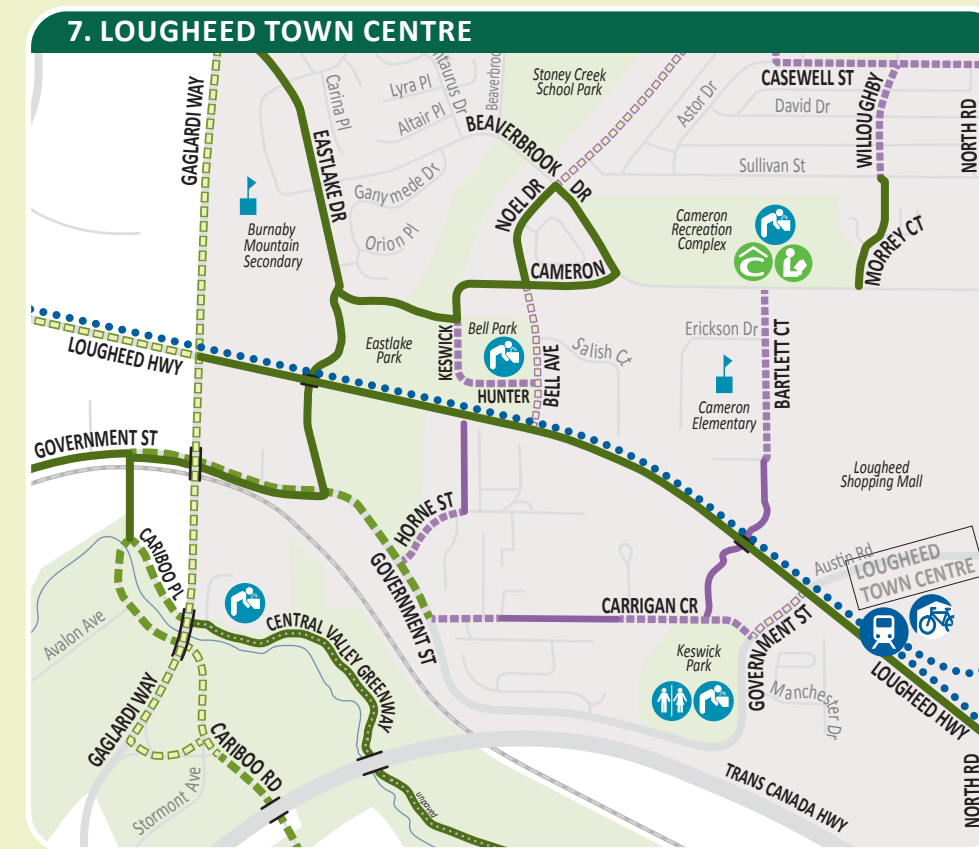 7. LOUGHEED TOWN CENTRE
GAGLARDI WAY
Carina Pl
Lyra Pl
Altair Pl
ntaurus Dr
Beaverbroo
Stoney Creek
School Park
Astor Dr
CASEWELL ST
David Dr
WILLOUGHBY
NORTH RD
Sullivan St
BEAVERBROOK
DR
EASTLAKE DR
Ganymede Dr
Orion Pl
NOEL DR
Burnaby
Mountain
Secondary
Cameron
Recreation
Complex
MORREY CT
CAMERON
LOUGHEED HWY
Eastlake
Park
KESWICK
Bell Park
HUNTER
BELL AVE
Salish Ct
Erickson Dr
BARTLETT CT
Cameron
Elementary
Lougheed
Shopping Mall
GOVERNMENT ST
HORNE ST
CARIBOO PL
GOVERNMENT ST
Austin Rd
LOUGHEED
TOWN CENTRE
CARRIGAN CR
Avalon Ave
CENTRAL VALLEY GREENWAY
GOVERNMENT ST
Keswick
Park
Manchester Dr
LOUGHEED HWY
GAGLARDI WAY
CARIBOO RD
Stormont Ave
unpaved
TRANS CANADA HWY
NORTH RD